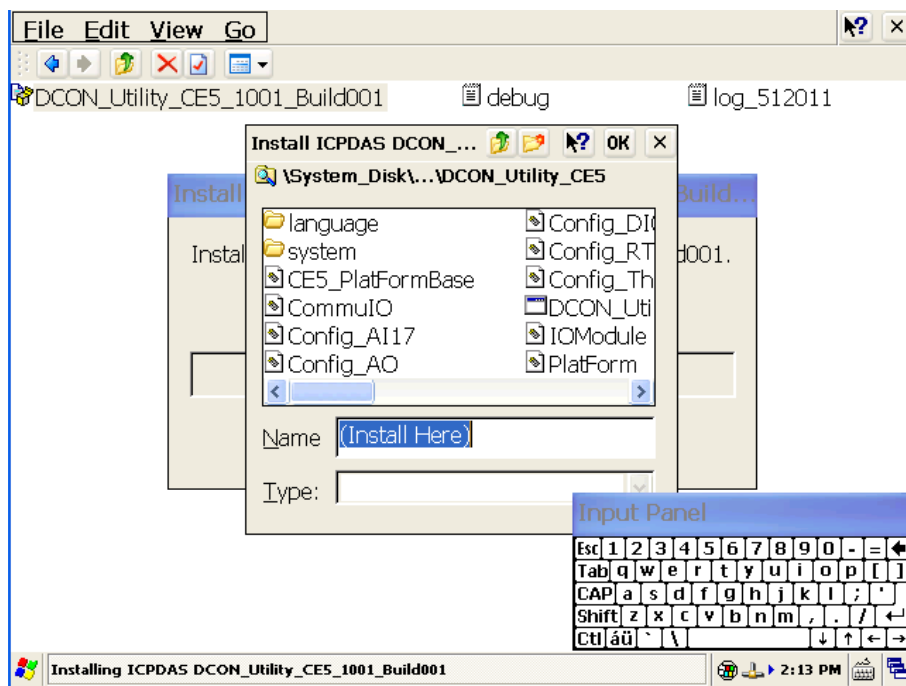 File Edit View Go
DCON_Utility_CE5_1001_Build001
debug
log_512011
Install ICPDAS DCON_... OK
\System_Disk\...\DCON_Utility_CE5
Install
Build...
Instal
001.
language
system
CE5_PlatFormBase
CommuIO
Config_AI17
Config_AO
Config_DI
Config_RT
Config_Th
DCON_Uti
IOModule
PlatForm
Name (Install Here)
Type:
Input Panel
Esc 1 2 3 4 5 6 7 8 9 0 - =
Tab q w e r t y u i o p [ ]
CAP a s d f g h j k l ; '
Shift z x c v b n m , . /
Ctl áü ` \
Installing ICPDAS DCON_Utility_CE5_1001_Build001
2:13 PM